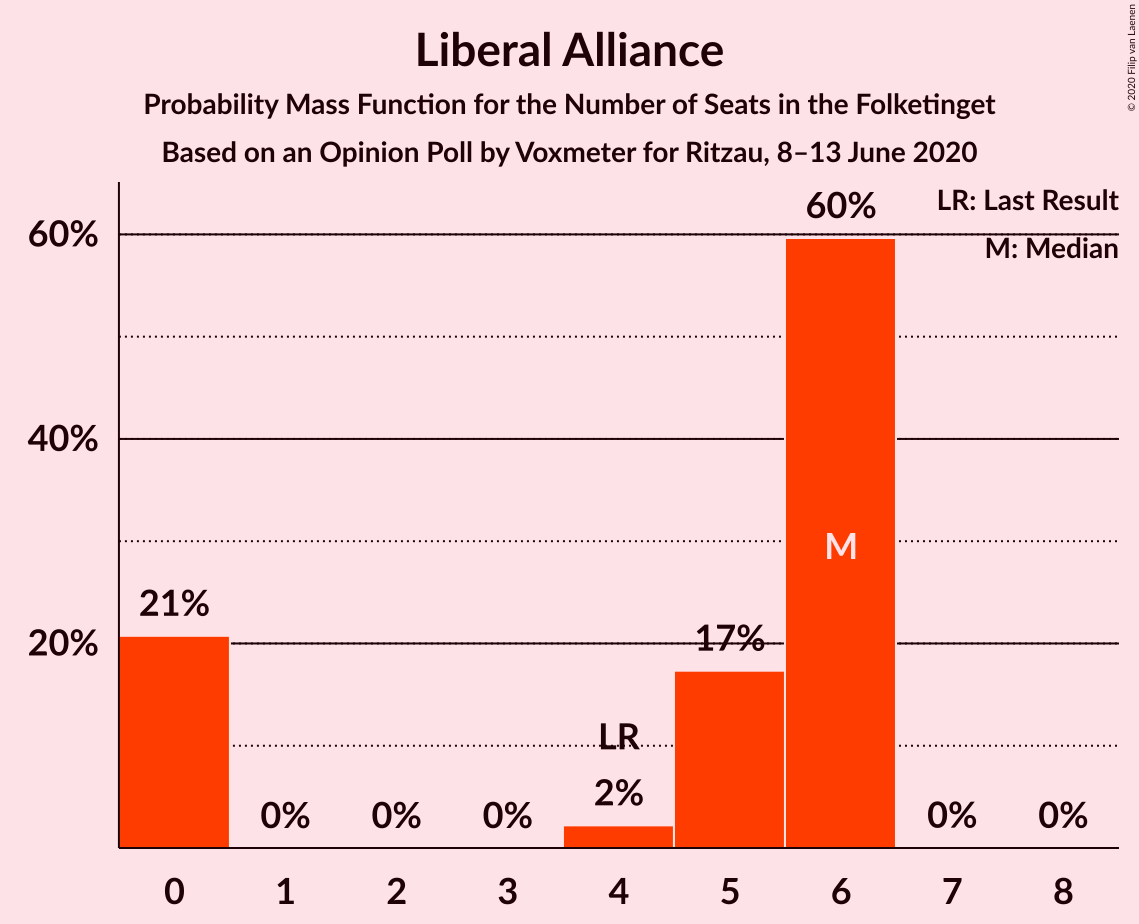 Liberal Alliance
Probability Mass Function for the Number of Seats in the Folketinget
Based on an Opinion Poll by Voxmeter for Ritzau, 8–13 June 2020
© 2020 Filip van Laenen
LR: Last Result
M: Median
60%
40%
20%
21%
0%
0%
0%
LR
2%
17%
60%
M
0%
0%
0 1 2 3 4 5 6 7 8